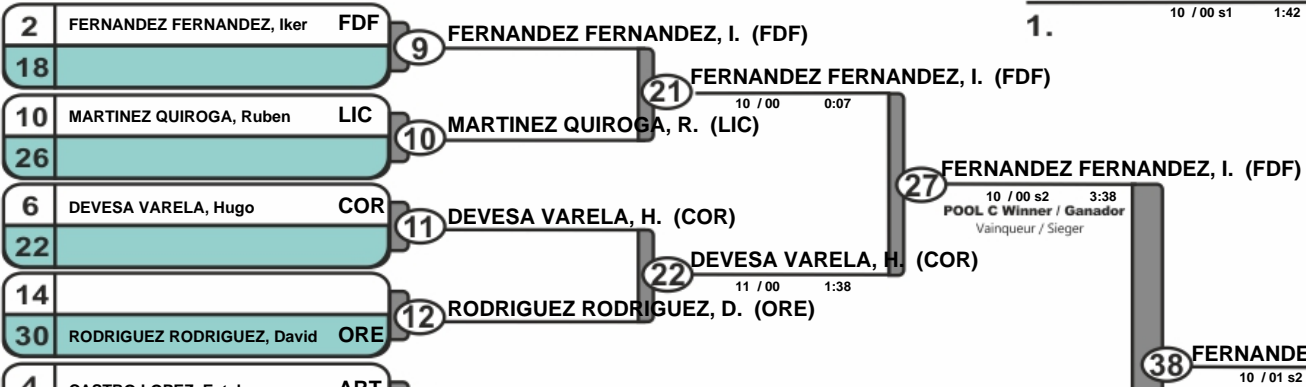 2 FERNANDEZ FERNANDEZ, Iker FDF
18
10 MARTINEZ QUIROGA, Ruben LIC
26
6 DEVESA VARELA, Hugo COR
22
14
30 RODRIGUEZ RODRIGUEZ, David ORE
4
ART
9 FERNANDEZ FERNANDEZ, I. (FDF)
10 MARTINEZ QUIROGA, R. (LIC)
11 DEVESA VARELA, H. (COR)
12 RODRIGUEZ RODRIGUEZ, D. (ORE)
21 FERNANDEZ FERNANDEZ, I. (FDF)
10 / 00 0:07
22 DEVESA VARELA, H. (COR)
11 / 00 1:38
27 FERNANDEZ FERNANDEZ, I. (FDF)
10 / 00 s2 3:38
POOL C Winner / Ganador
Vainqueur / Sieger
10 / 00 s1 1:42
1.
38 FERNANDE
10 / 01 s2